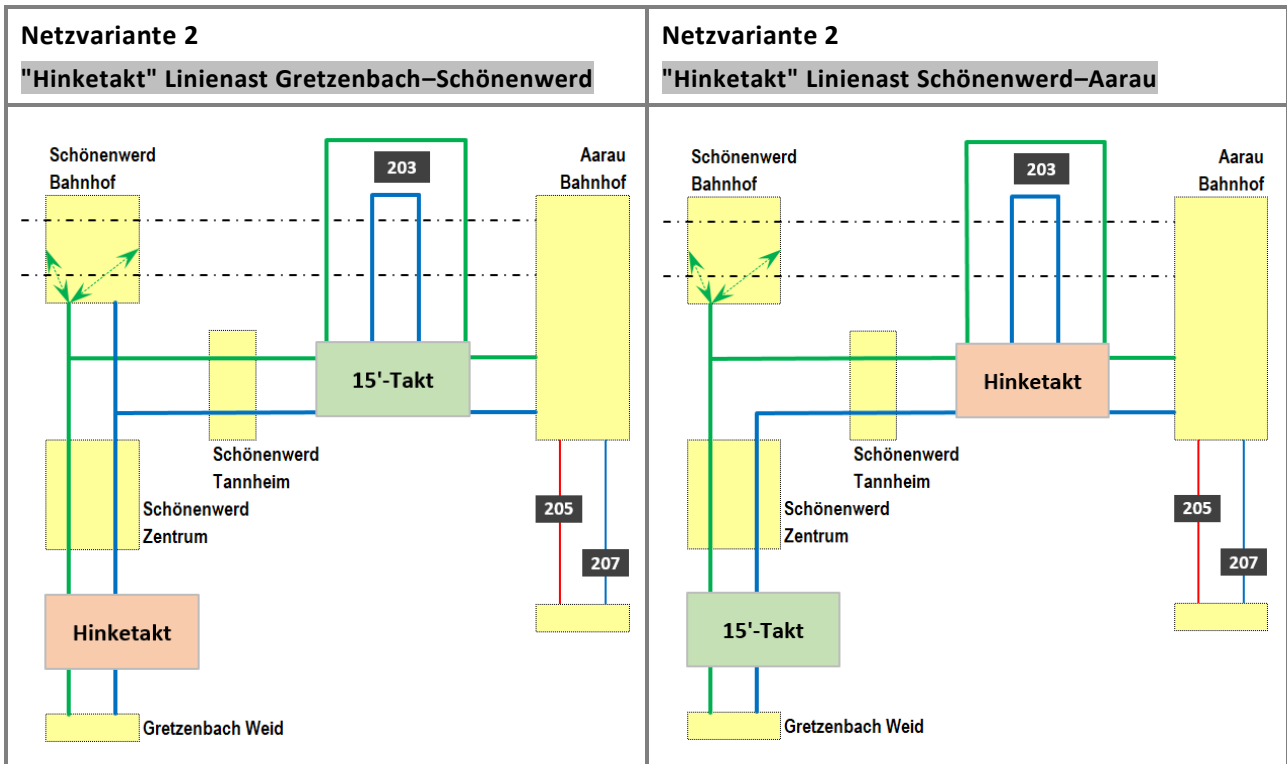 Netzvariante 2
"Hinketakt" Linienast Gretzenbach–Schönenwerd
Schönenwerd
Bahnhof
203
Aarau
Bahnhof
15'-Takt
Schönenwerd
Tannheim
Schönenwerd
Zentrum
205
207
Hinketakt
Gretzenbach Weid
Netzvariante 2
"Hinketakt" Linienast Schönenwerd–Aarau
Schönenwerd
Bahnhof
203
Aarau
Bahnhof
Hinketakt
Schönenwerd
Tannheim
Schönenwerd
Zentrum
205
207
15'-Takt
Gretzenbach Weid